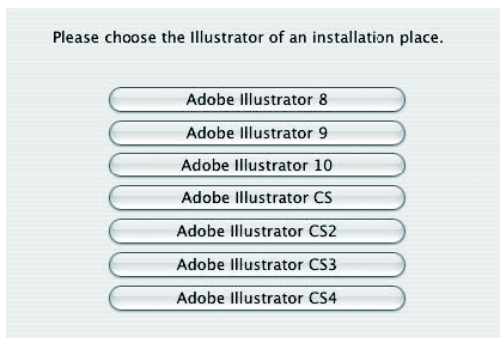 Please choose the Illustrator of an installation place.
Adobe Illustrator 8
Adobe Illustrator 9
Adobe Illustrator 10
Adobe Illustrator CS
Adobe Illustrator CS2
Adobe Illustrator CS3
Adobe Illustrator CS4